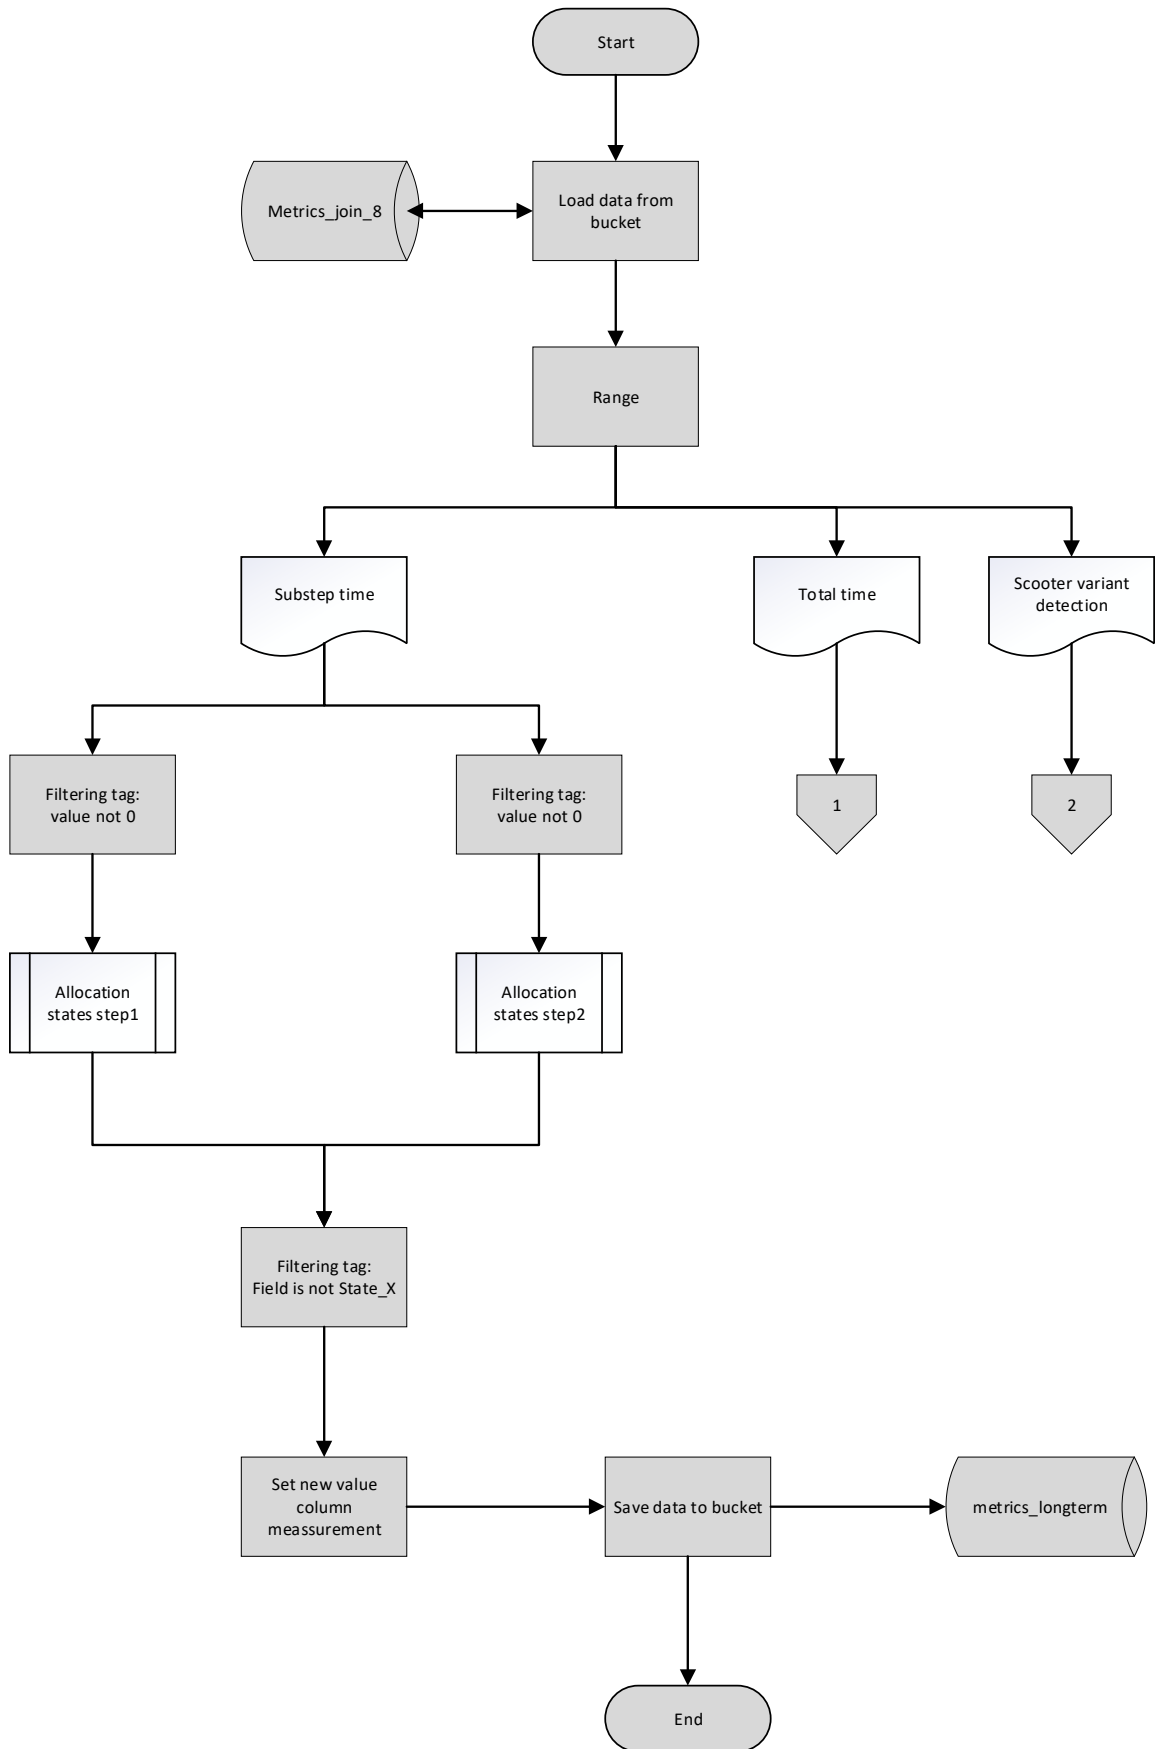 Start
Metrics_join_8
Load data from
bucket
Range
Substep time
Total time
Scooter variant
detection
Filtering tag:
value not 0
Filtering tag:
value not 0
1
2
Allocation
states step1
Allocation
states step2
Filtering tag:
Field is not State_X
Set new value
column
meassurement
Save data to bucket
metrics_longterm
End